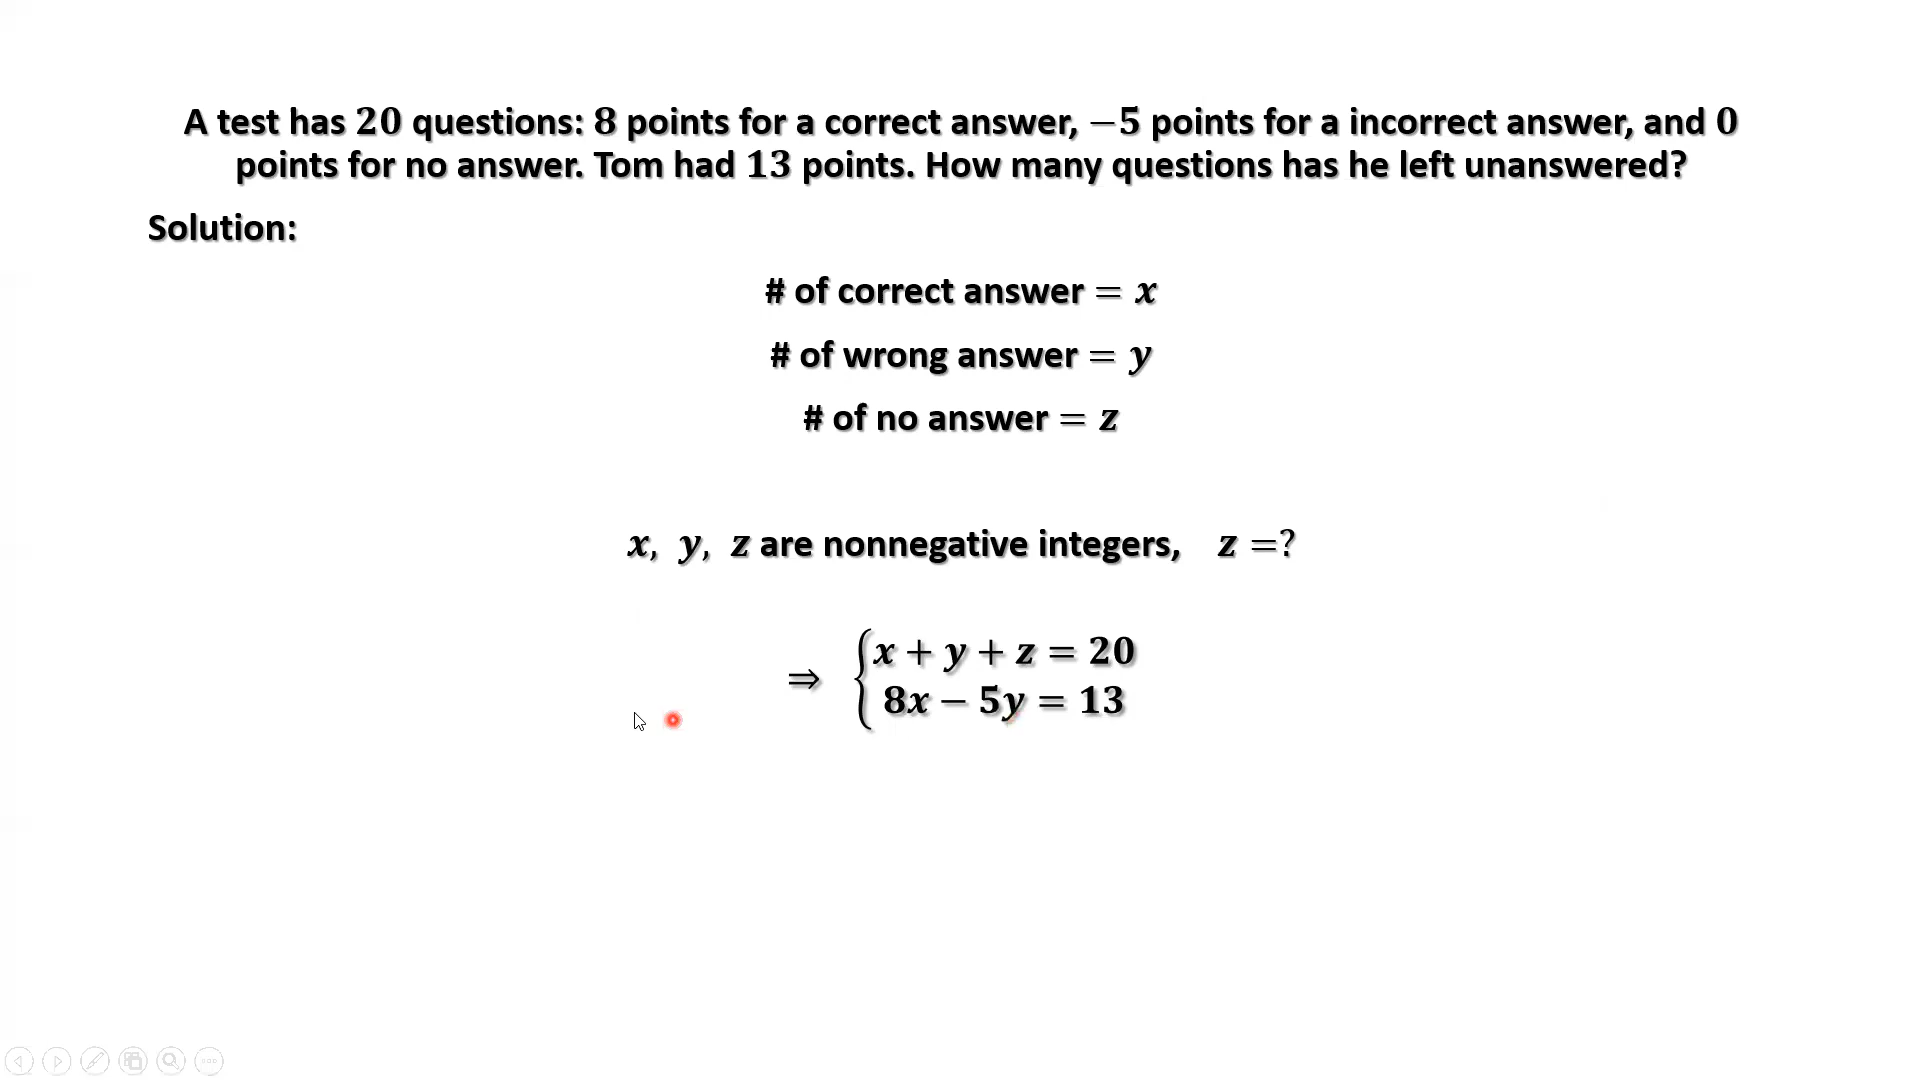 A test has 20 questions: 8 points for a correct answer, −5 points for a incorrect answer, and 0
points for no answer. Tom had 13 points. How many questions has he left unanswered?
Solution:
# of correct answer = x
# of wrong answer = y
# of no answer = z
x, y, z are nonnegative integers, z =?
⇒ { x + y + z = 20
8x − 5y = 13